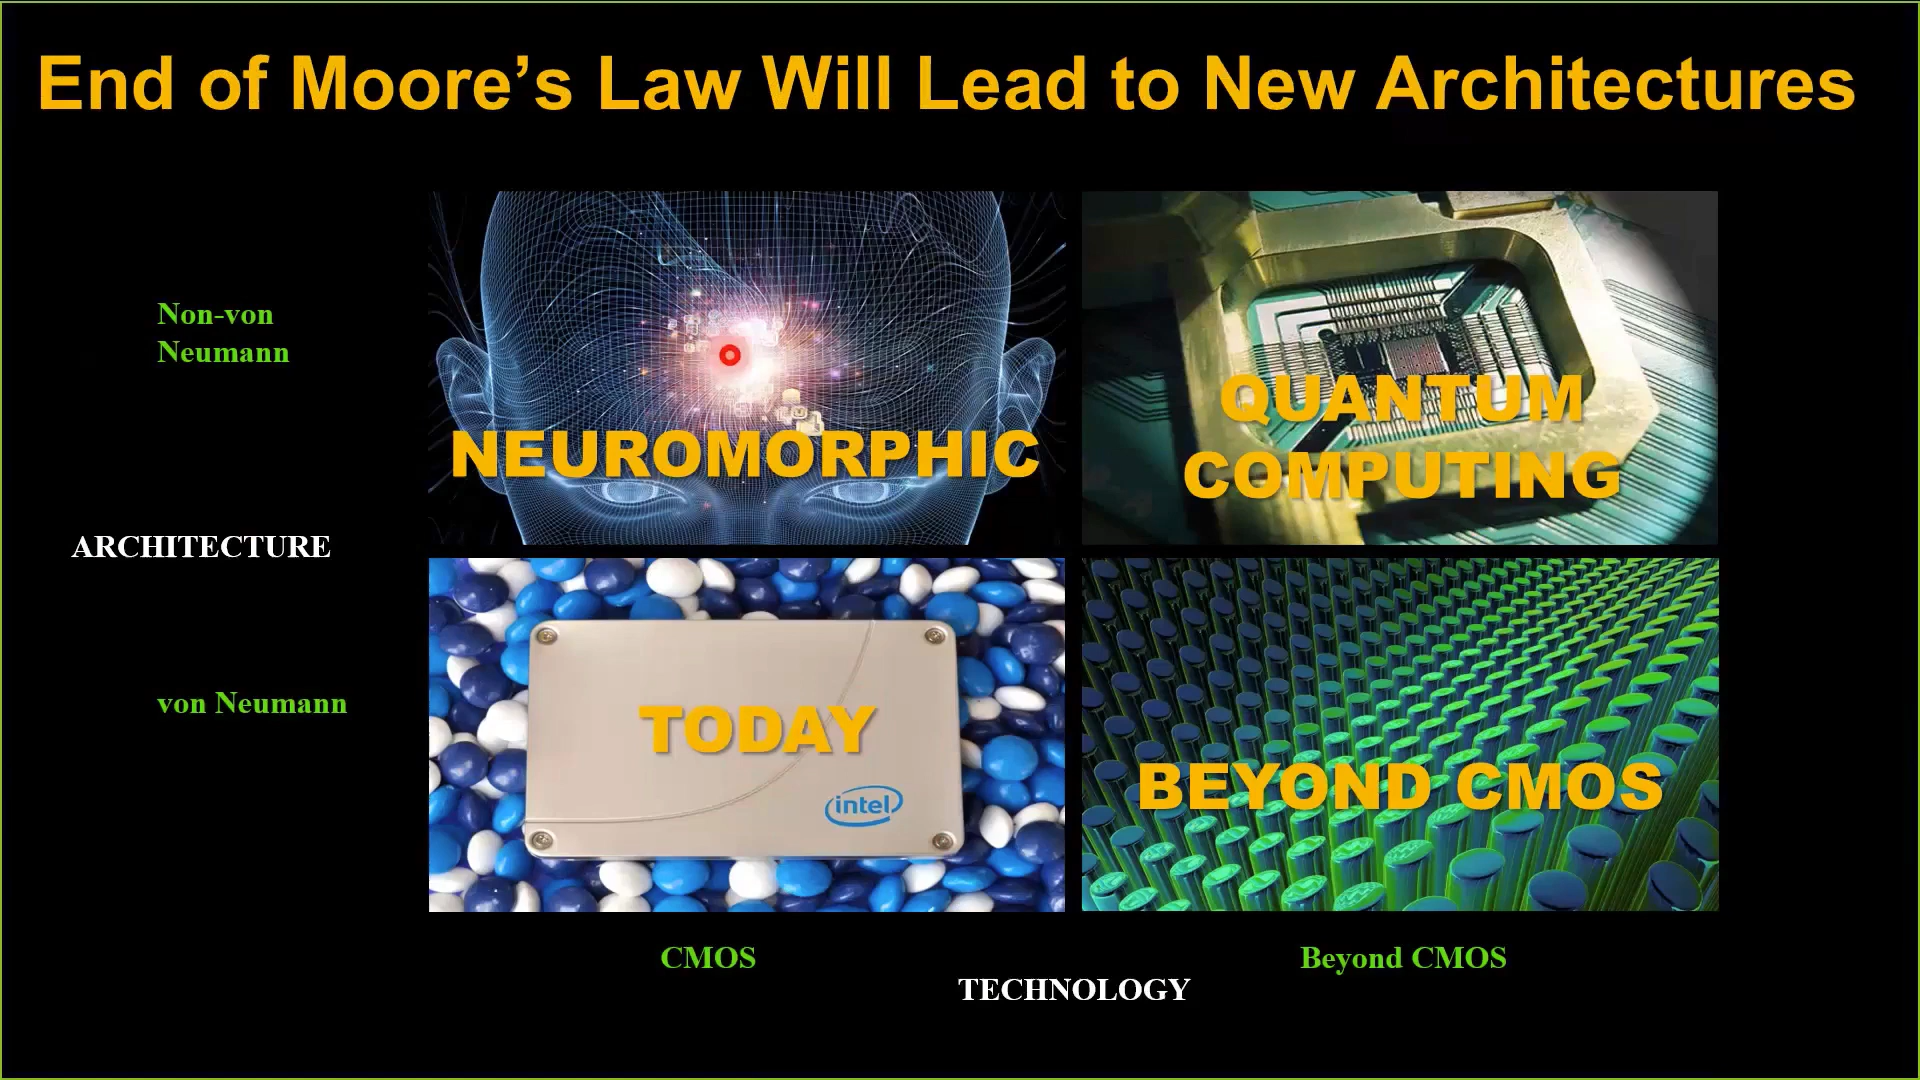 End of Moore’s Law Will Lead to New Architectures
Non-von
Neumann
NEUROMORPHIC
QUANTUM
COMPUTING
ARCHITECTURE
von Neumann
TODAY
intel
BEYOND CMOS
CMOS
Beyond CMOS
TECHNOLOGY